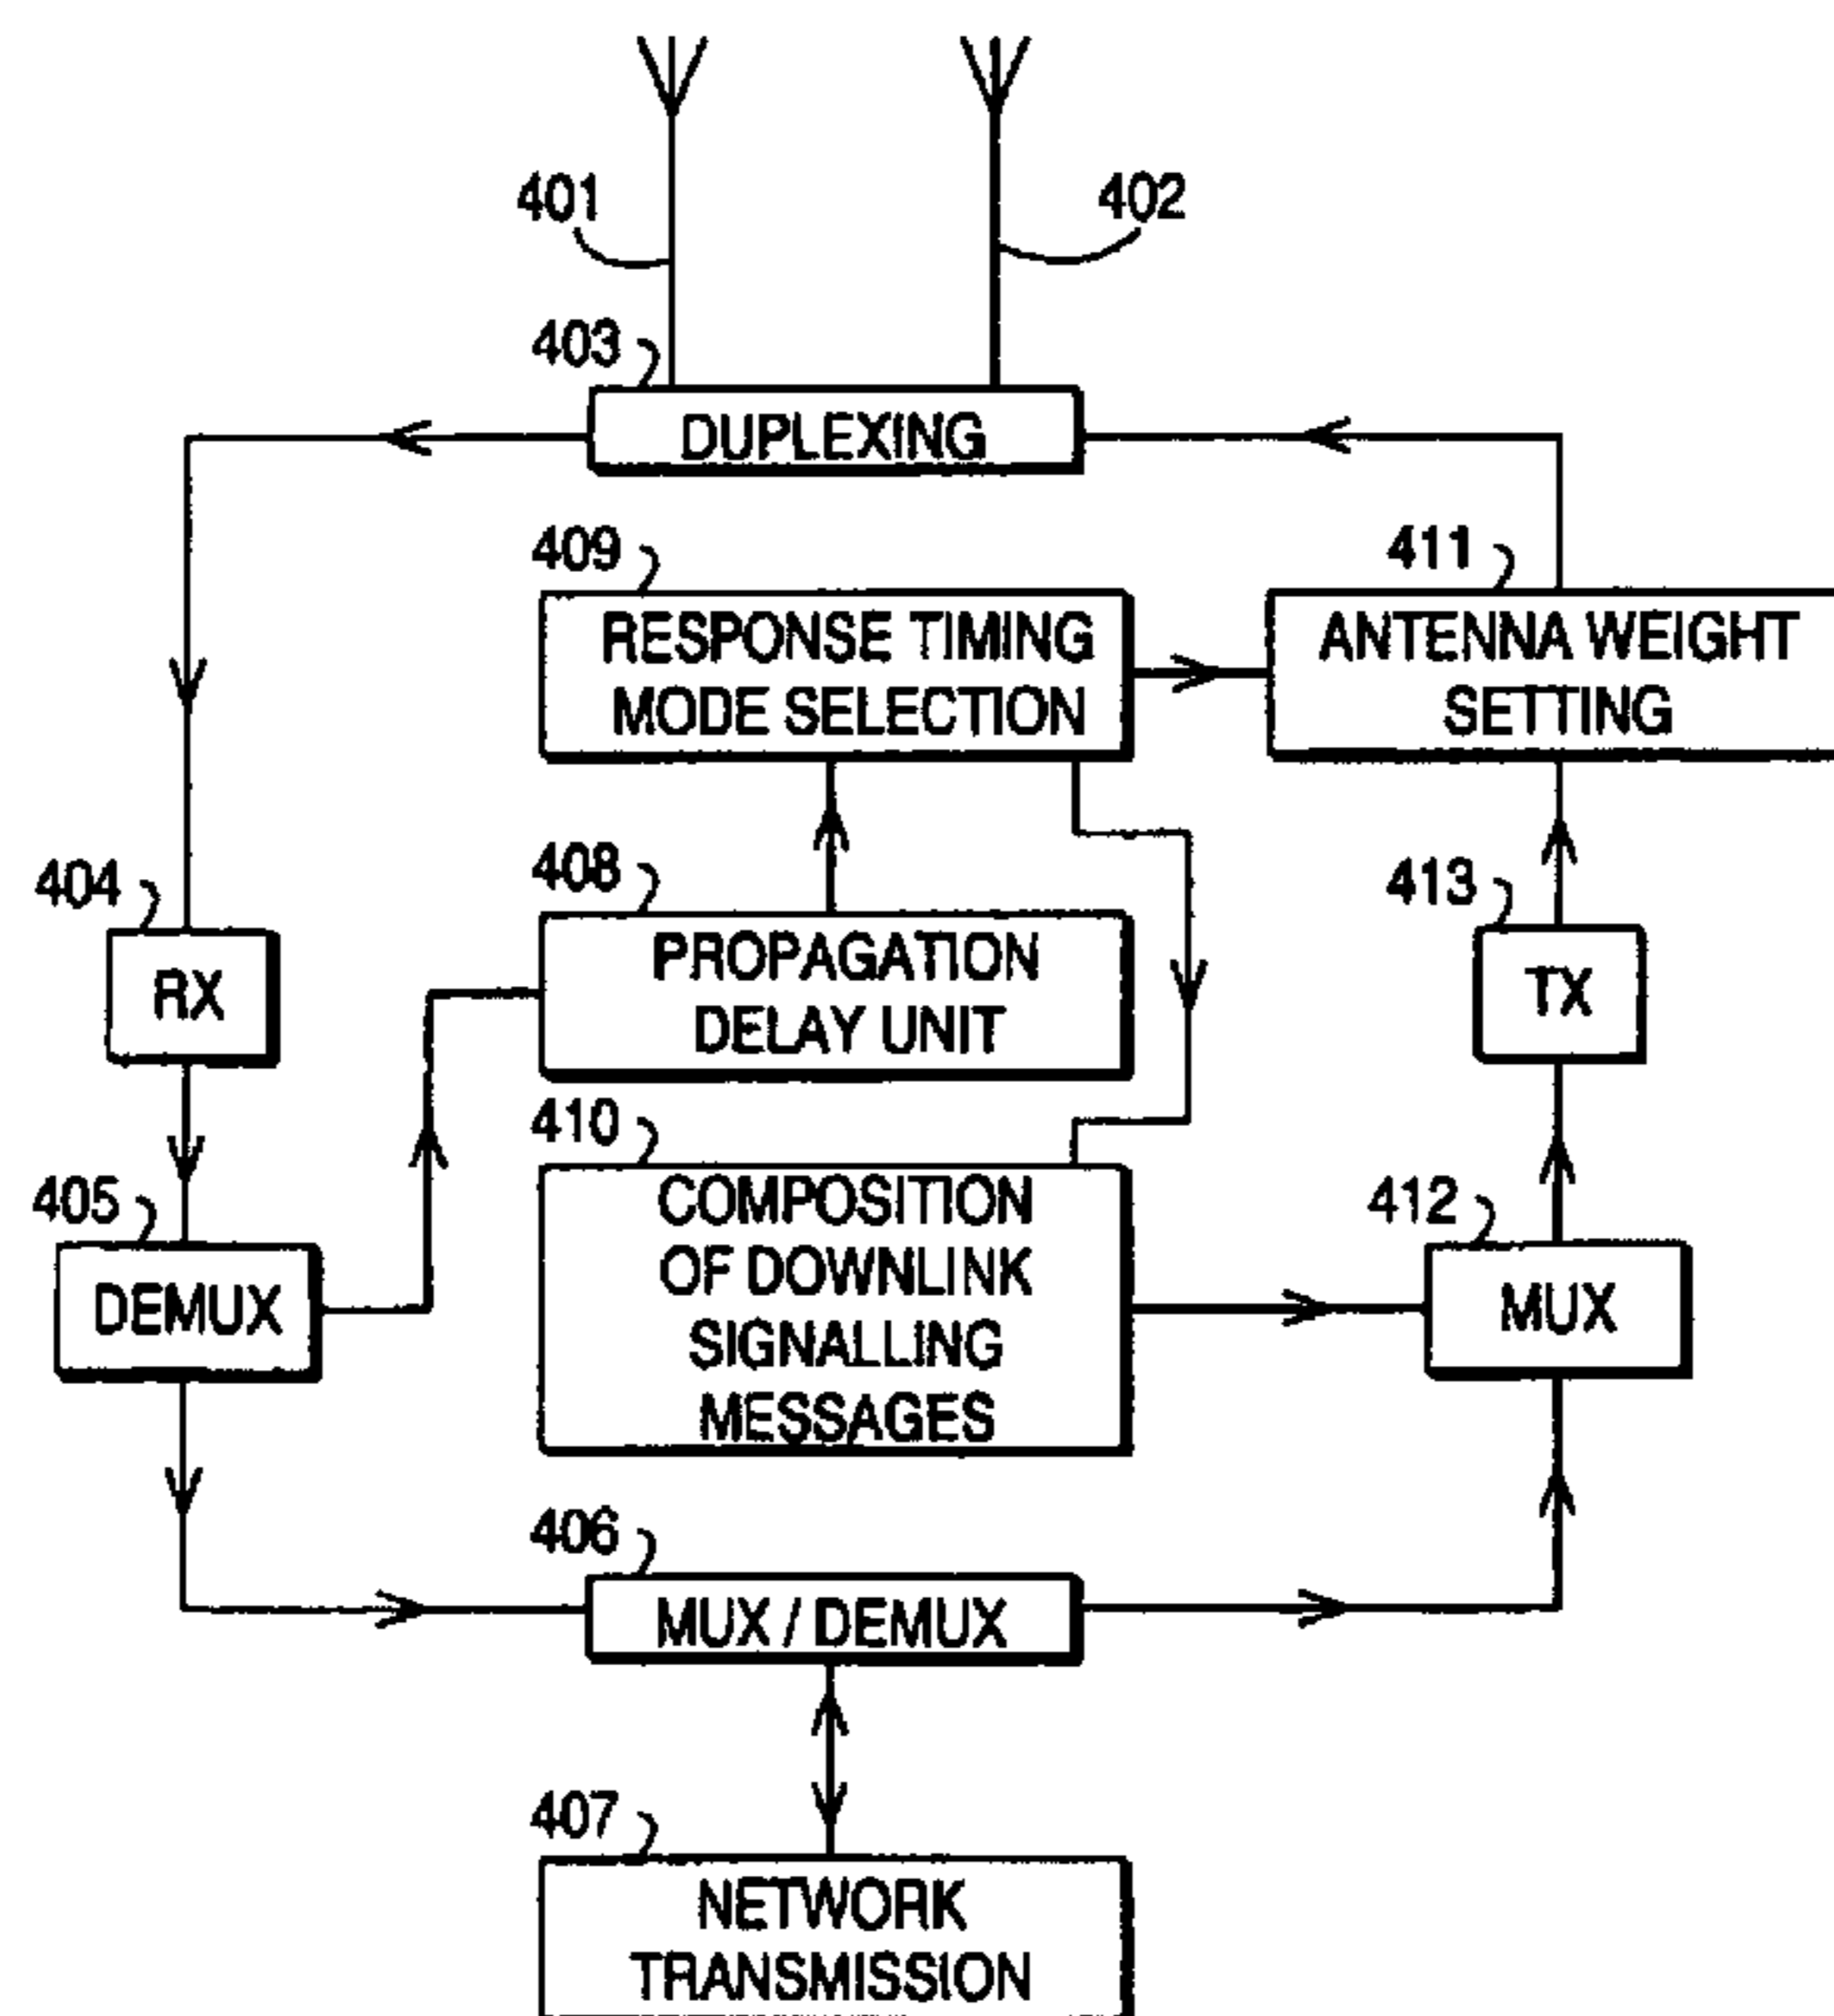 401
402
403
DUPLEXING
409
RESPONSE TIMING
MODE SELECTION
411
ANTENNA WEIGHT
SETTING
404
RX
408
PROPAGATION
DELAY UNIT
413
TX
410
COMPOSITION
OF DOWNLINK
SIGNALLING
MESSAGES
405
DEMUX
412
MUX
406
MUX / DEMUX
407
NETWORK
TRANSMISSION